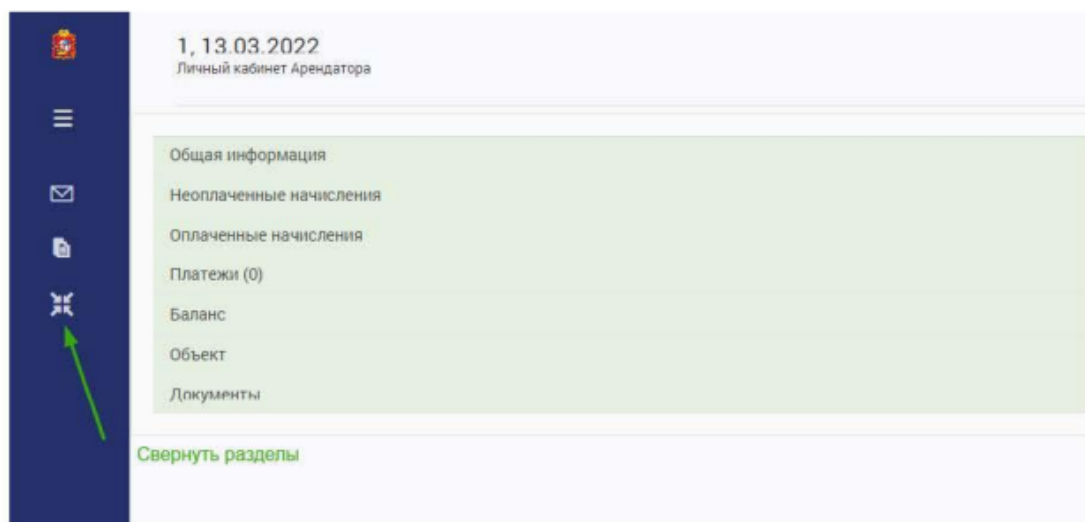 1, 13.03.2022
Личный кабинет Арендатора
Общая информация
Неоплаченные начисления
Оплаченные начисления
Платежи (0)
Баланс
Объект
Документы
Свернуть разделы